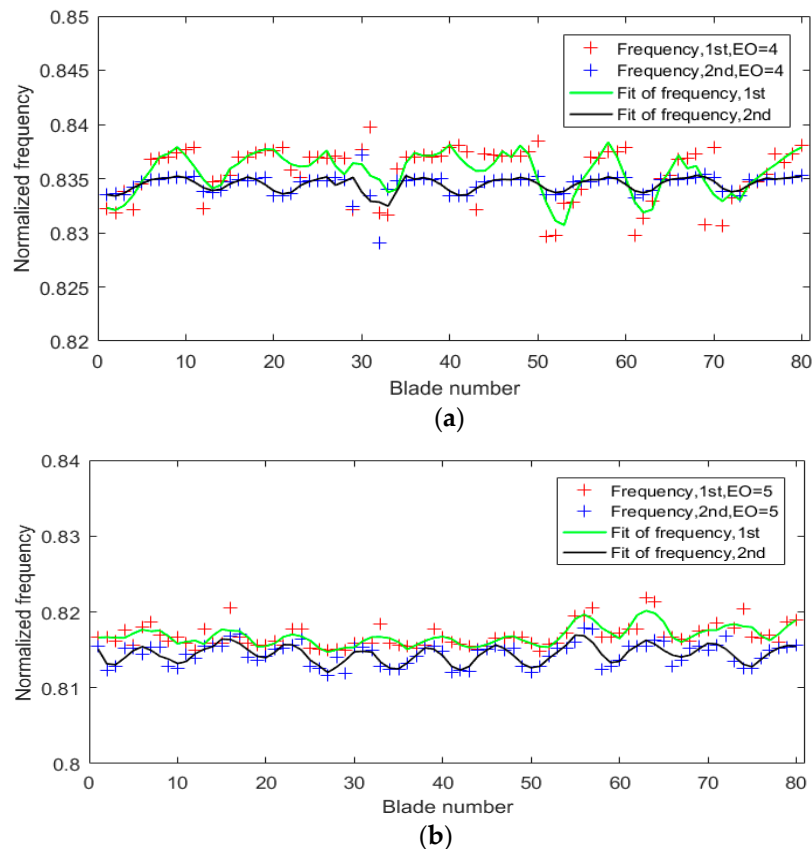 0.85
0.845
0.84
0.835
0.83
0.825
0.82
Normalized frequency
Frequency,1st,EO=4
Frequency,2nd,EO=4
Fit of frequency,1st
Fit of frequency,2nd
0 10 20 30 40 50 60 70 80
Blade number
(a)
0.84
0.83
0.82
0.81
0.8
Normalized frequency
Frequency,1st,EO=5
Frequency,2nd,EO=5
Fit of frequency,1st
Fit of frequency,2nd
0 10 20 30 40 50 60 70 80
Blade number
(b)